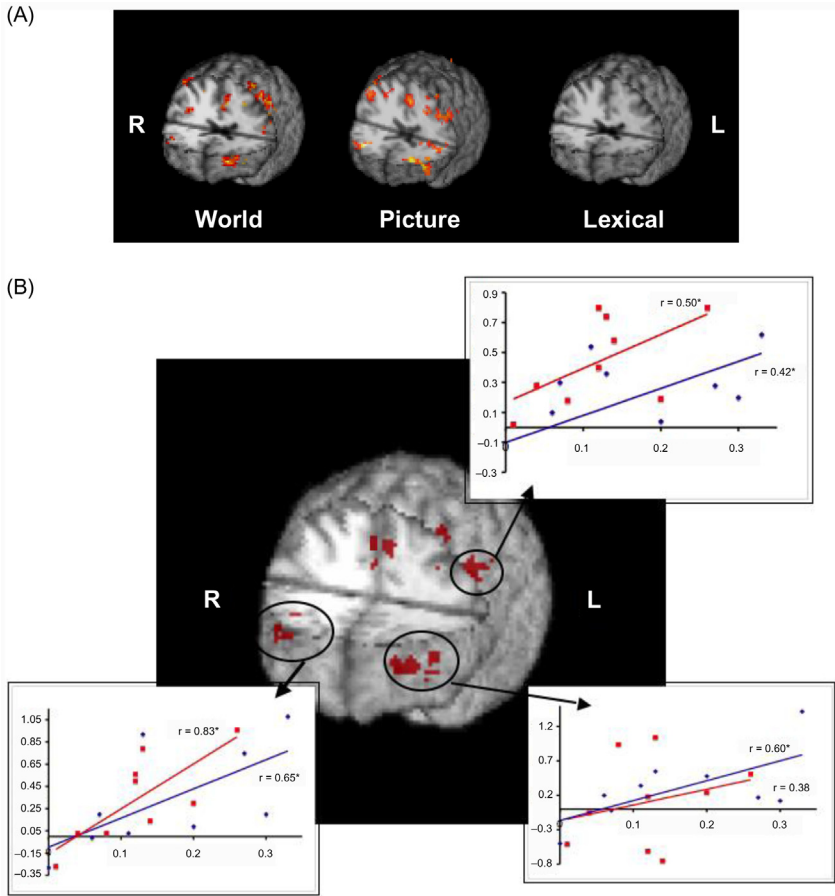 (A)
R
L
World
Picture
Lexical
(B)
0.9
0.7
0.5
0.3
0.1
–0.1
–0.3
0
0.1
0.2
0.3
r = 0.50*
r = 0.42*
R
L
1.05
0.85
0.65
0.45
0.25
0.05
–0.15
–0.35
0
0.1
0.2
0.3
r = 0.83*
r = 0.65*
1.2
0.7
0.2
–0.3
–0.8
0
0.1
0.2
0.3
r = 0.60*
r = 0.38